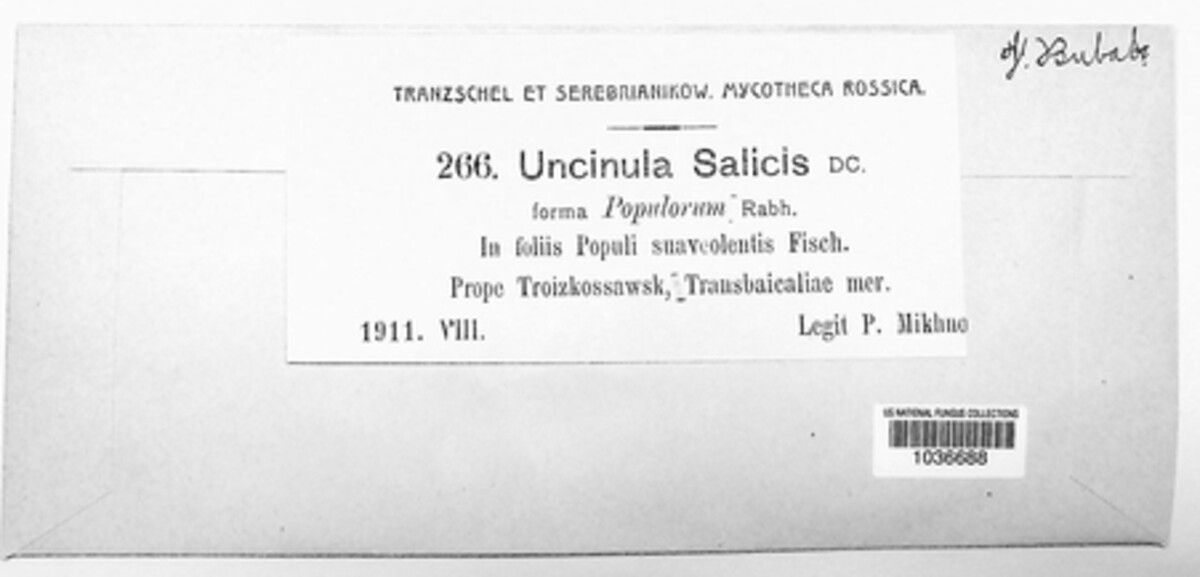 Bubák
TRANZSCHEL ET SEREBRIANIKOW. MYCOTHECA ROSSICA.
266. Uncinula Salicis DC.
forma Populorum Rabh.
In foliis Populi suaveolentis Fisch.
Prope Troizkossawsk, Transbaicaliae mer.
1911. VIII. Legit P. Mikhno
US NATIONAL FUNGUS COLLECTIONS
1036688